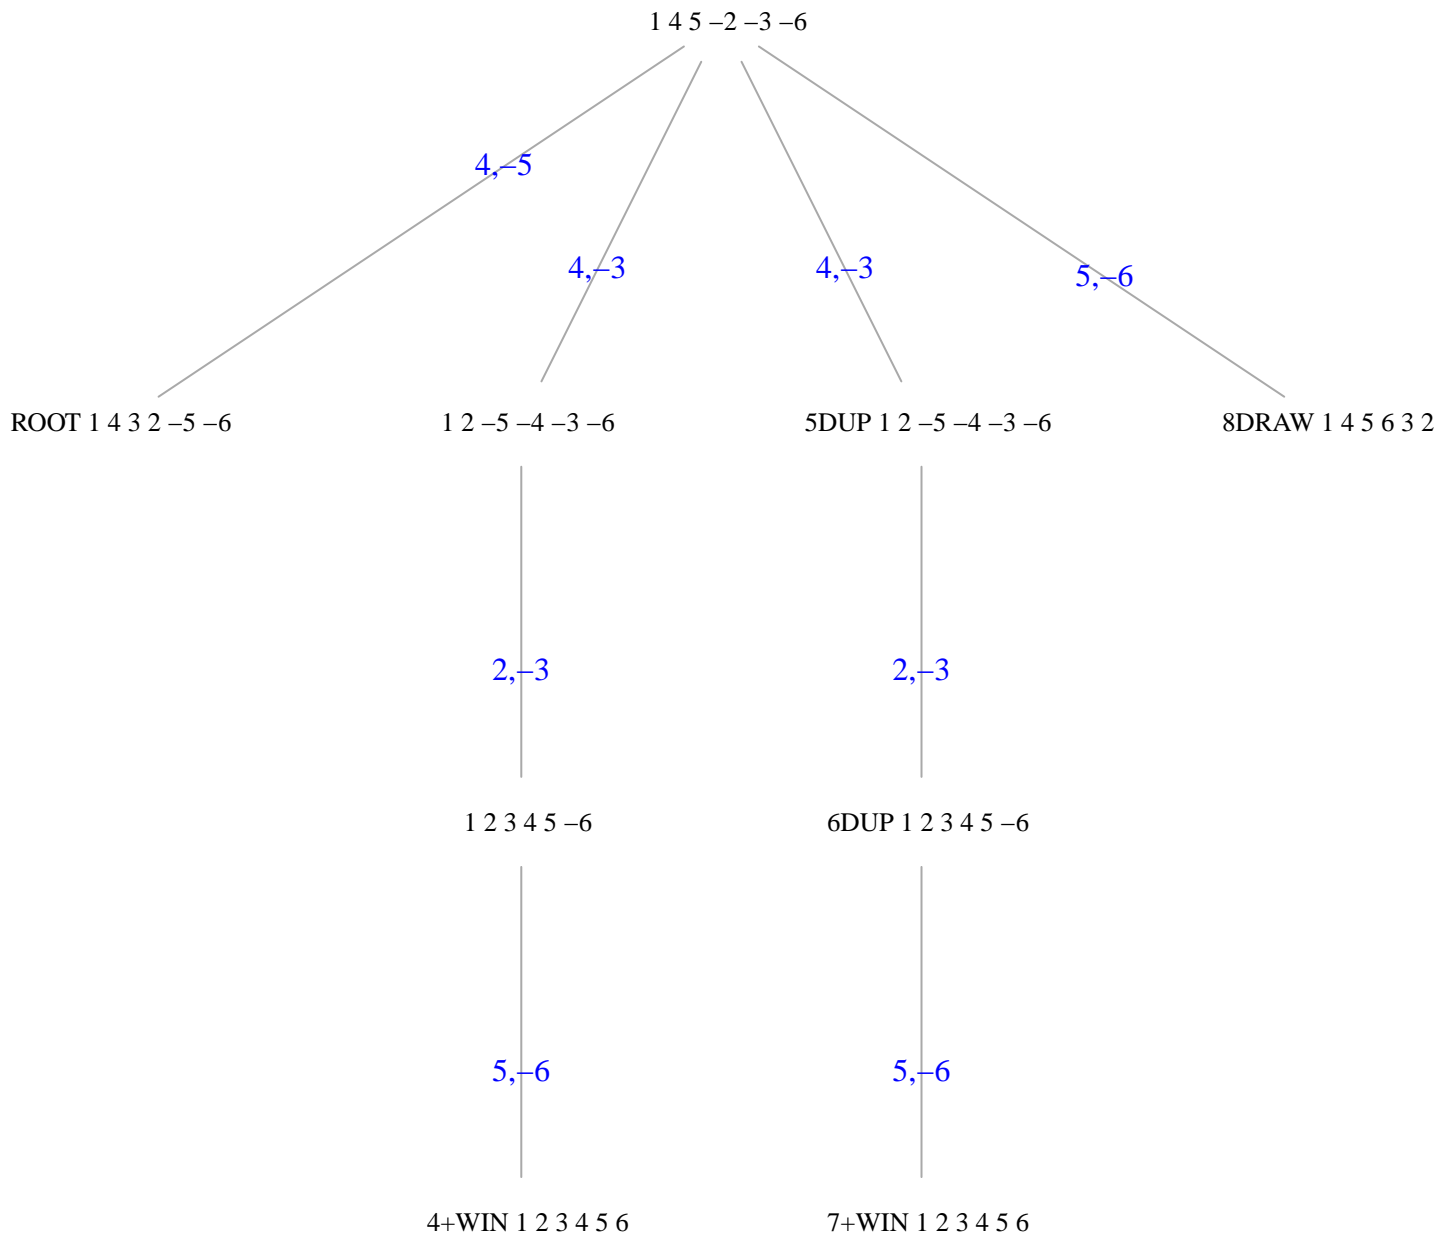 1 4 5 −2 −3 −6
4,−5
4,−3
4,−3
5,−6
ROOT 1 4 3 2 −5 −6
1 2 −5 −4 −3 −6
5DUP 1 2 −5 −4 −3 −6
8DRAW 1 4 5 6 3 2
2,−3
2,−3
1 2 3 4 5 −6
6DUP 1 2 3 4 5 −6
5,−6
5,−6
4+WIN 1 2 3 4 5 6
7+WIN 1 2 3 4 5 6